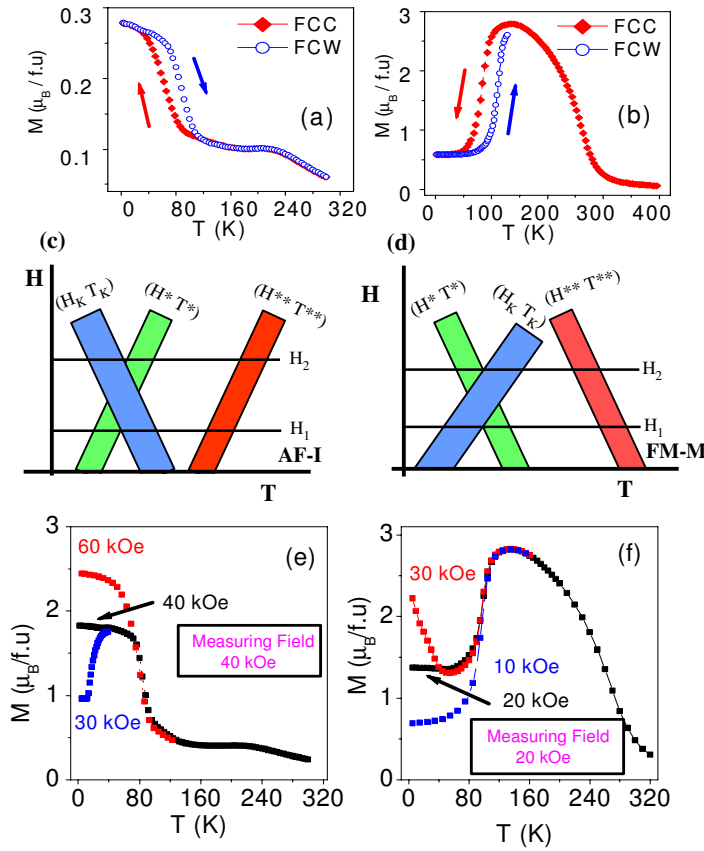 FCC
FCW
(a)
M (μB / f.u)
0.3
0.2
0.1
0 80 160 240 320
T (K)
FCC
FCW
(b)
M (μB / f.u)
3
2
1
0
0 100 200 300 400
T (K)
(c)
H
(HK TK)
(H* T*)
(H** T**)
H2
H1
AF-I
T
(d)
H
(H* T*)
(HK TK)
(H** T**)
H2
H1
FM-M
T
(e)
60 kOe
40 kOe
Measuring Field
40 kOe
30 kOe
M (μB/f.u)
3
2
1
0
0 80 160 240 320
T (K)
(f)
30 kOe
10 kOe
20 kOe
Measuring Field
20 kOe
M (μB/f.u)
3
2
1
0
0 80 160 240 320
T (K)